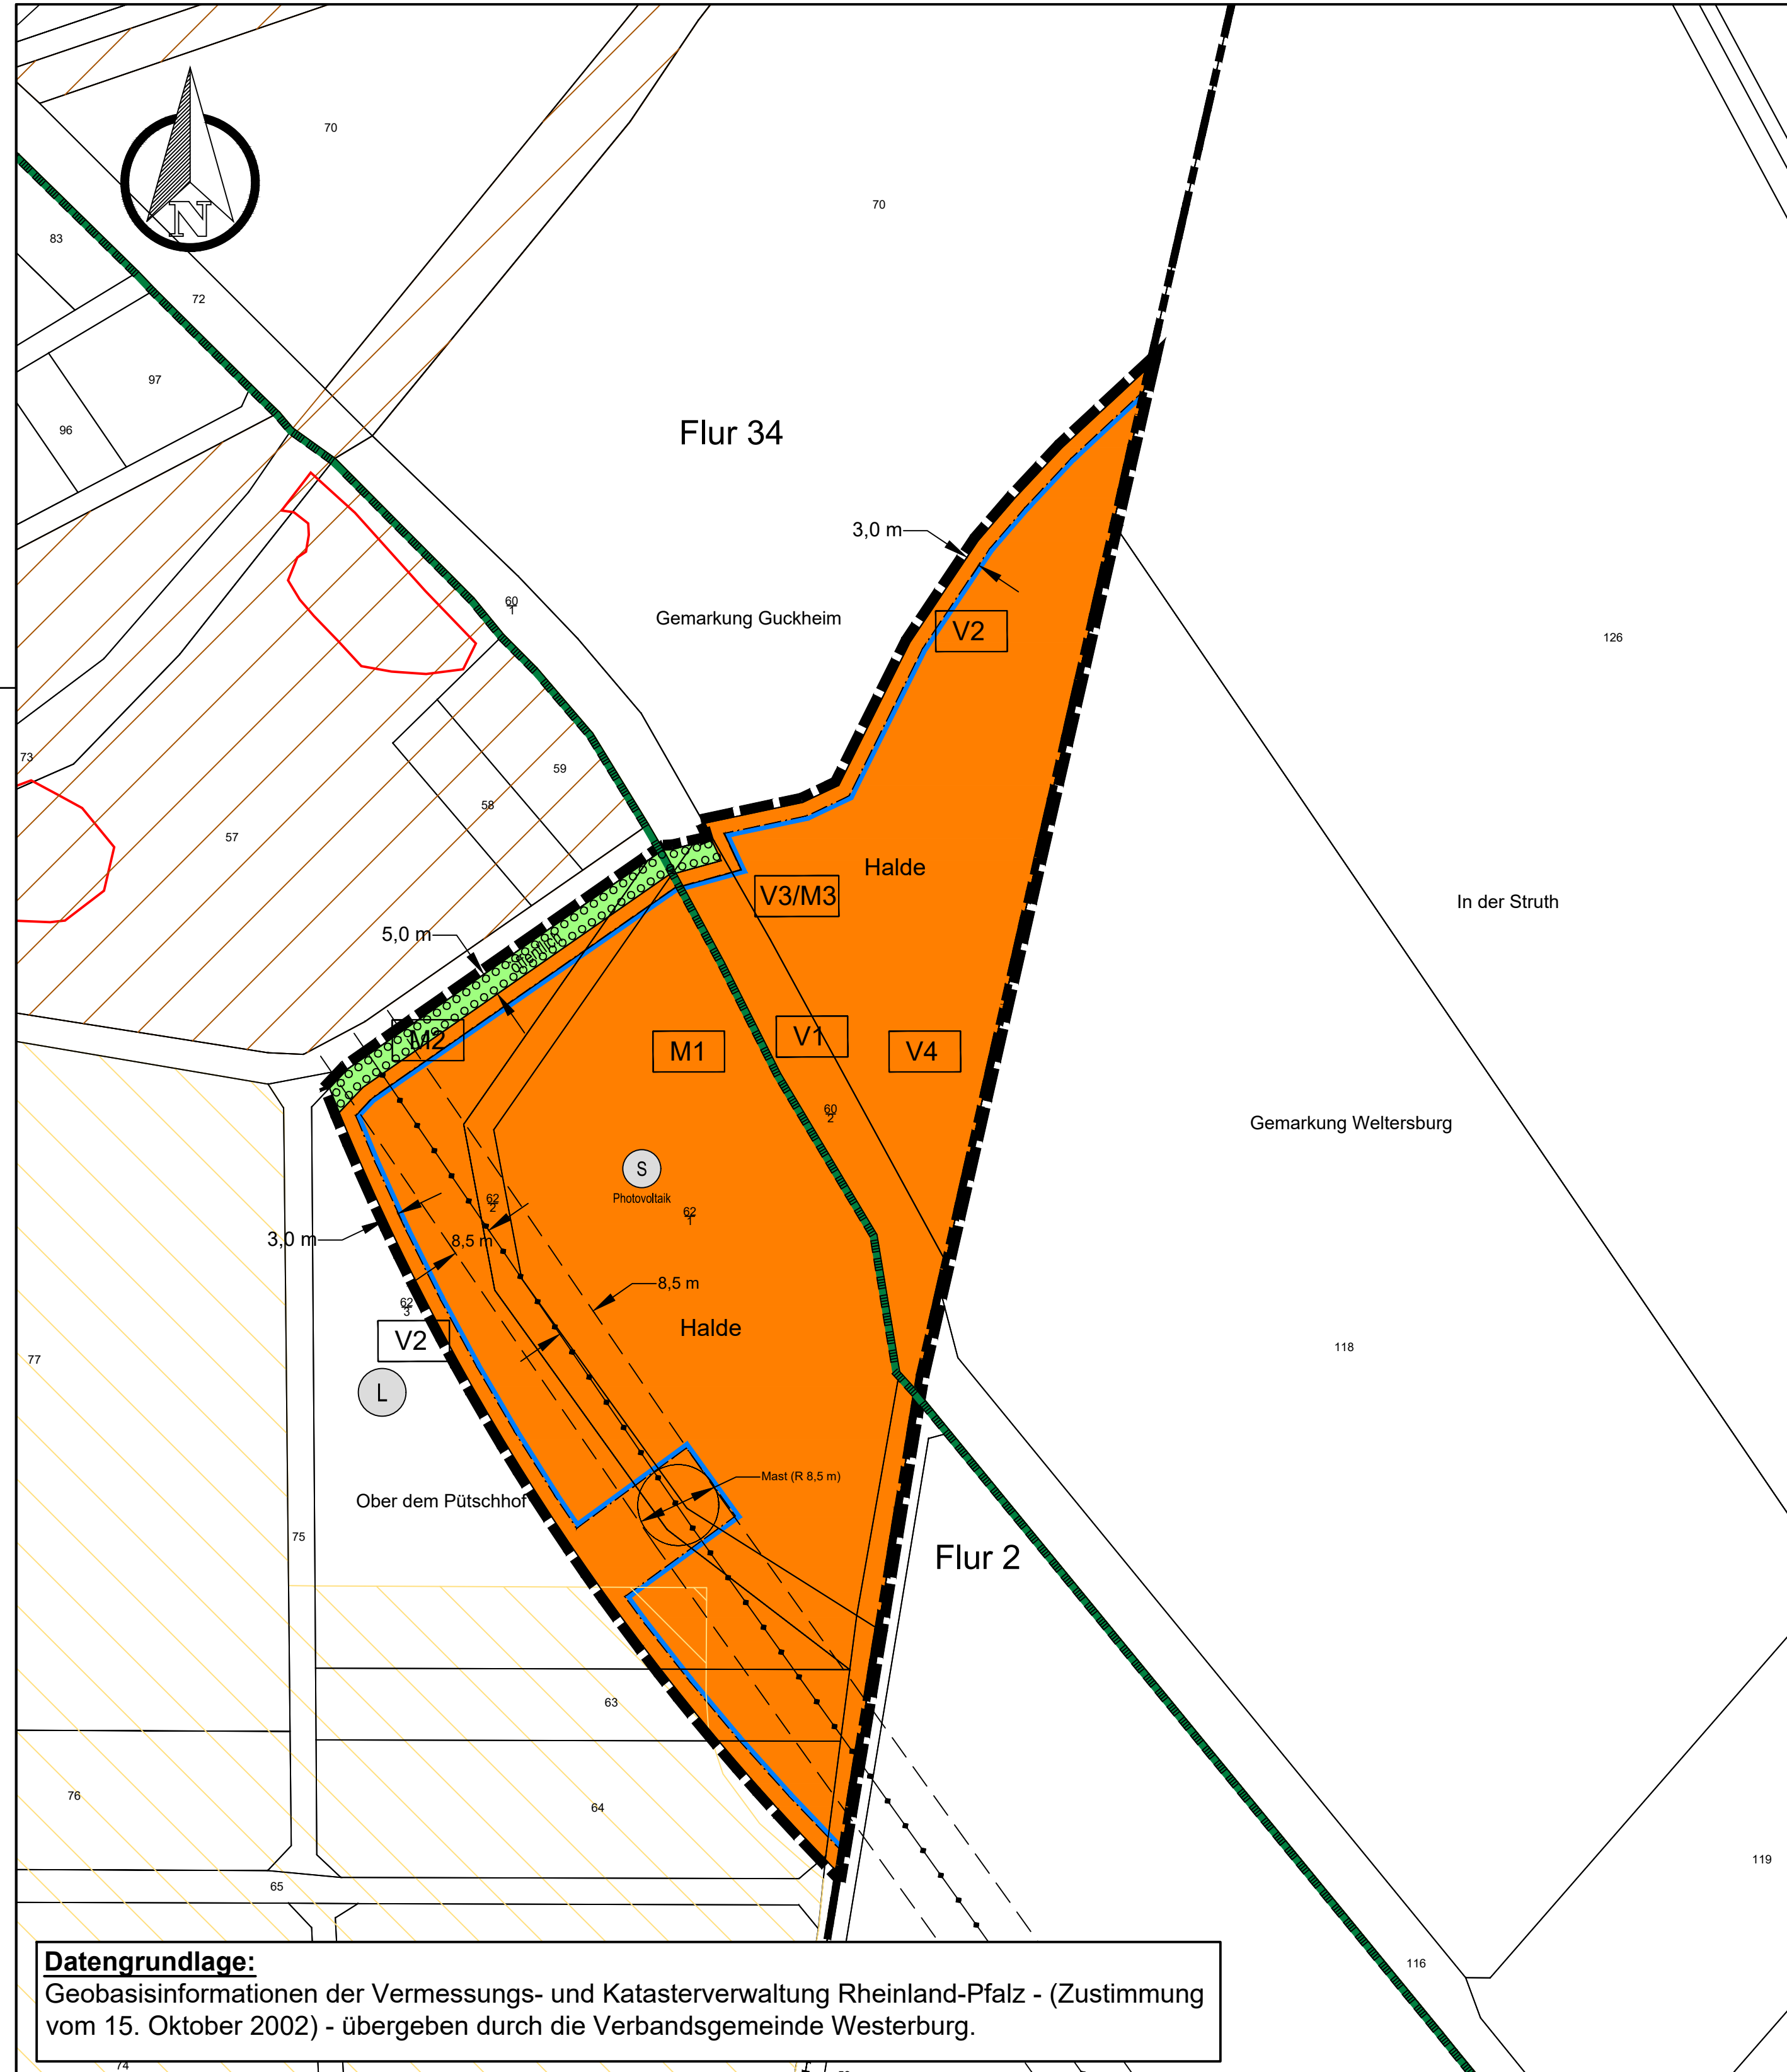 70
N
70
83
72
97
96
Flur 34
3,0 m
60
1
Gemarkung Guckheim
V2
126
73
59
58
57
Halde
V3/M3
In der Struth
5,0 m
öffentlich
M2
M1
V1
V4
60
2
Gemarkung Weltersburg
S
Photovoltaik
62
2
62
1
3,0 m
8,5 m
8,5 m
62
3
V2
Halde
118
77
L
Mast (R 8,5 m)
Ober dem Pütschhof
75
Flur 2
63
76
64
119
65
116
Datengrundlage:
Geobasisinformationen der Vermessungs- und Katasterverwaltung Rheinland-Pfalz - (Zustimmung
vom 15. Oktober 2002) - übergeben durch die Verbandsgemeinde Westerburg.
74